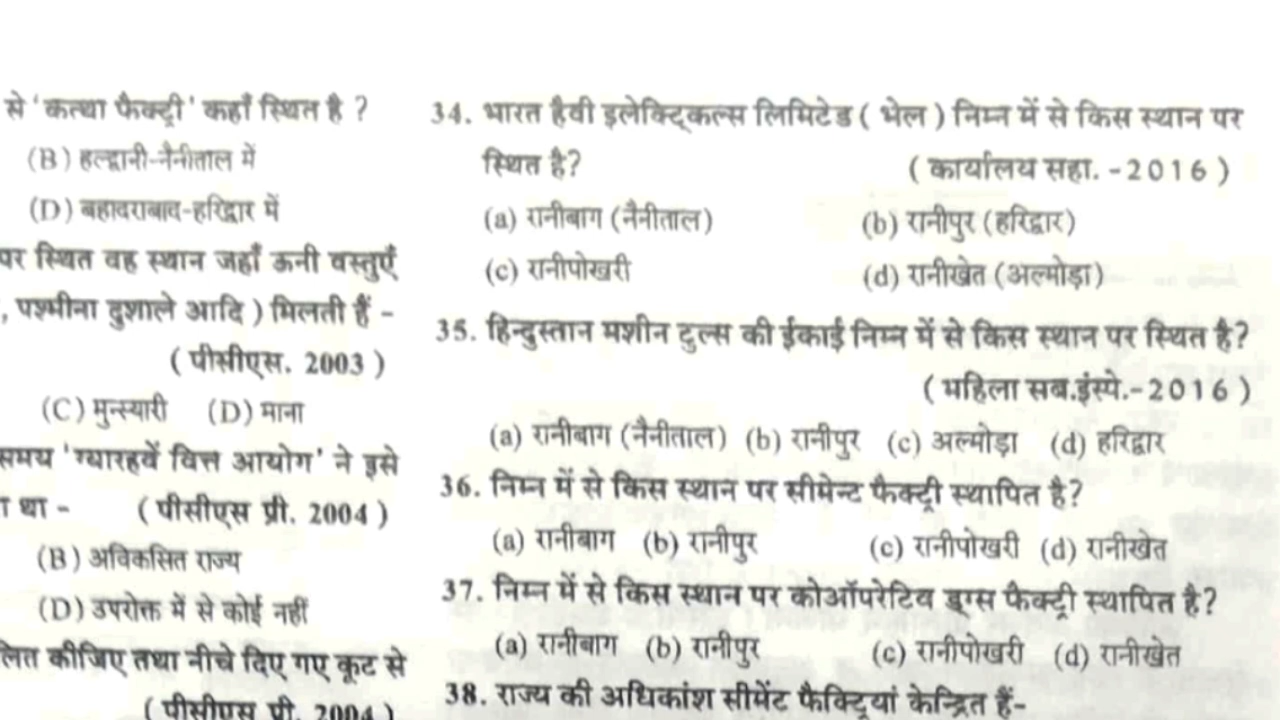 से 'कत्था फैक्ट्री' कहाँ स्थित है ?
(B) हल्द्वानी-नैनीताल में
(D) बहादराबाद-हरिद्वार में
पर स्थित वह स्थान जहाँ ऊनी वस्तुएँ
, पश्मीना दुशाले आदि ) मिलती हैं -
( पीसीएस. 2003 )
(C) मुन्स्यारी (D) माना
समय 'ग्यारहवें वित्त आयोग' ने इसे
था - ( पीसीएस प्री. 2004 )
(B) अविकसित राज्य
(D) उपरोक्त में से कोई नहीं
कीजिए तथा नीचे दिए गए कूट से
( पीसीएस प्री. 2004 )
34. भारत हैवी इलेक्ट्रिकल्स लिमिटेड ( भेल ) निम्न में से किस स्थान पर
स्थित है? ( कार्यालय सहा. -2016 )
(a) रानीबाग (नैनीताल) (b) रानीपुर (हरिद्वार)
(c) रानीपोखरी (d) रानीखेत (अल्मोड़ा)
35. हिन्दुस्तान मशीन टुल्स की ईकाई निम्न में से किस स्थान पर स्थित है?
( महिला सब.इंस्पे.-2016 )
(a) रानीबाग (नैनीताल) (b) रानीपुर (c) अल्मोड़ा (d) हरिद्वार
36. निम्न में से किस स्थान पर सीमेन्ट फैक्ट्री स्थापित है?
(a) रानीबाग (b) रानीपुर (c) रानीपोखरी (d) रानीखेत
37. निम्न में से किस स्थान पर कोऑपरेटिव ड्रग्स फैक्ट्री स्थापित है?
(a) रानीबाग (b) रानीपुर (c) रानीपोखरी (d) रानीखेत
38. राज्य की अधिकांश सीमेंट फैक्ट्रियां केन्द्रित हैं-